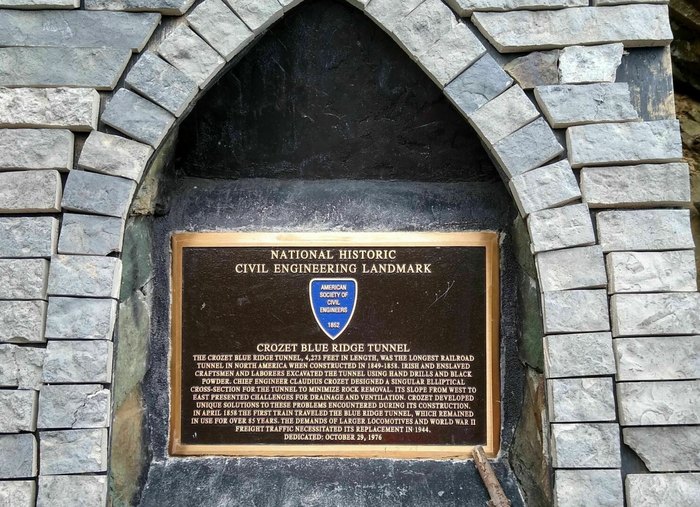 NATIONAL HISTORIC
CIVIL ENGINEERING LANDMARK
AMERICAN
SOCIETY OF
CIVIL
ENGINEERS
1852
CROZET BLUE RIDGE TUNNEL
THE CROZET BLUE RIDGE TUNNEL, 4,273 FEET IN LENGTH, WAS THE LONGEST RAILROAD
TUNNEL IN NORTH AMERICA WHEN CONSTRUCTED IN 1849-1858. IRISH AND ENSLAVED
CRAFTSMEN AND LABORERS EXCAVATED THE TUNNEL USING HAND DRILLS AND BLACK
POWDER. CHIEF ENGINEER CLAUDIUS CROZET DESIGNED A SINGULAR ELLIPTICAL
CROSS-SECTION FOR THE TUNNEL TO MINIMIZE ROCK REMOVAL. ITS SLOPE FROM WEST TO
EAST PRESENTED CHALLENGES FOR DRAINAGE AND VENTILATION. CROZET DEVELOPED
UNIQUE SOLUTIONS TO THESE PROBLEMS ENCOUNTERED DURING ITS CONSTRUCTION.
IN APRIL 1858 THE FIRST TRAIN TRAVELED THE BLUE RIDGE TUNNEL, WHICH REMAINED
IN USE FOR OVER 85 YEARS. THE DEMANDS OF LARGER LOCOMOTIVES AND WORLD WAR II
FREIGHT TRAFFIC NECESSITATED ITS REPLACEMENT IN 1944.
DEDICATED: OCTOBER 29, 1976